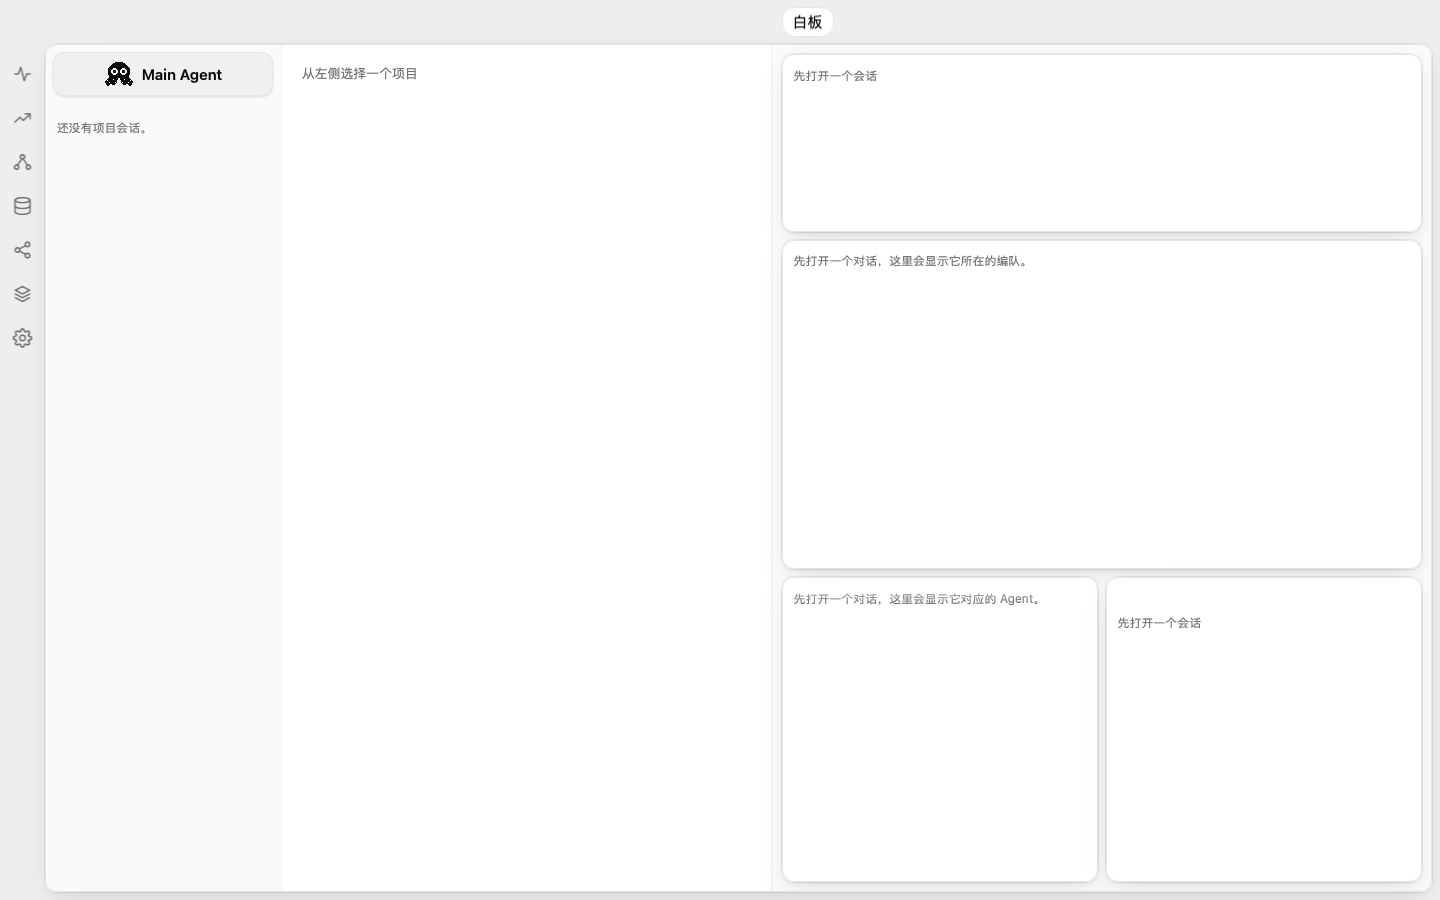 白板
Main Agent
还没有项目会话。
从左侧选择一个项目
先打开一个会话
先打开一个对话，这里会显示它所在的编队。
先打开一个对话，这里会显示它对应的 Agent。
先打开一个会话